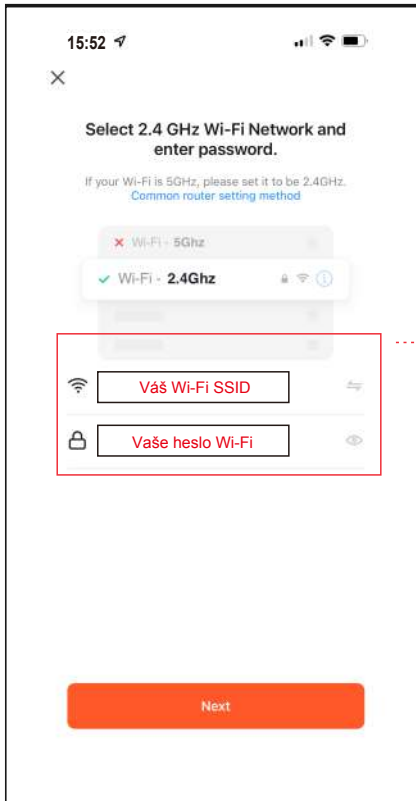 15:52
Select 2.4 GHz Wi-Fi Network and
enter password.
If your Wi-Fi is 5GHz, please set it to be 2.4GHz.
Common router setting method
Wi-Fi - 5Ghz
Wi-Fi - 2.4Ghz
Váš Wi-Fi SSID
Vaše heslo Wi-Fi
Next